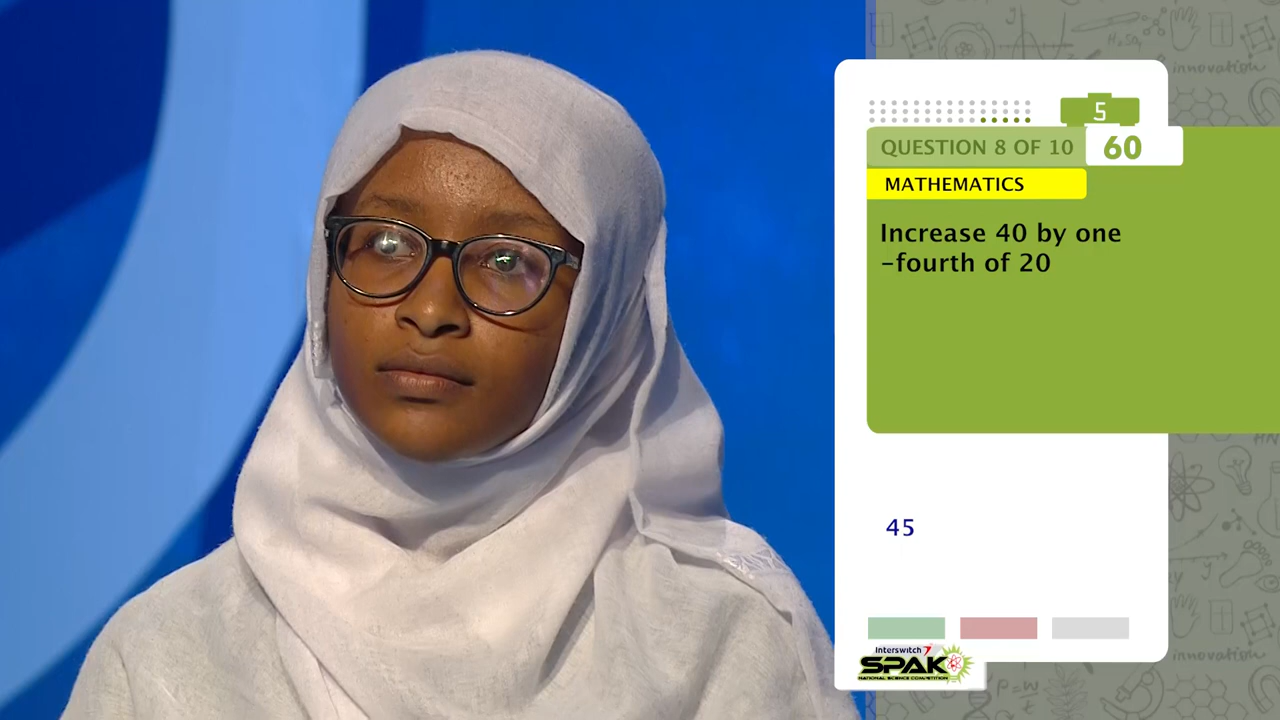 5
QUESTION 8 OF 10
60
MATHEMATICS
Increase 40 by one
-fourth of 20
45
Interswitch
SPAK
NATIONAL SCIENCE COMPETITION
H₂SO₄
innovation
innovation